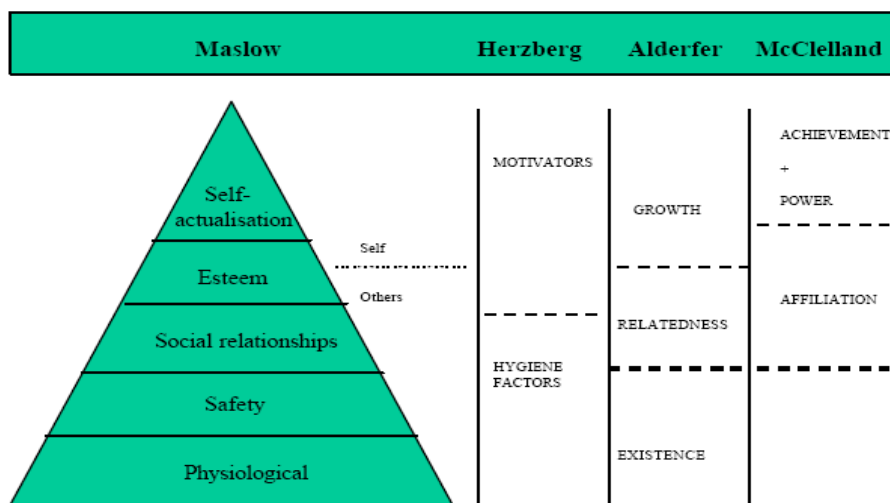 Maslow
Herzberg
Alderfer
McClelland
Self-
actualisation
Esteem
Social relationships
Safety
Physiological
Self
Others
MOTIVATORS
HYGIENE
FACTORS
GROWTH
RELATEDNESS
EXISTENCE
ACHIEVEMENT
+
POWER
AFFILIATION